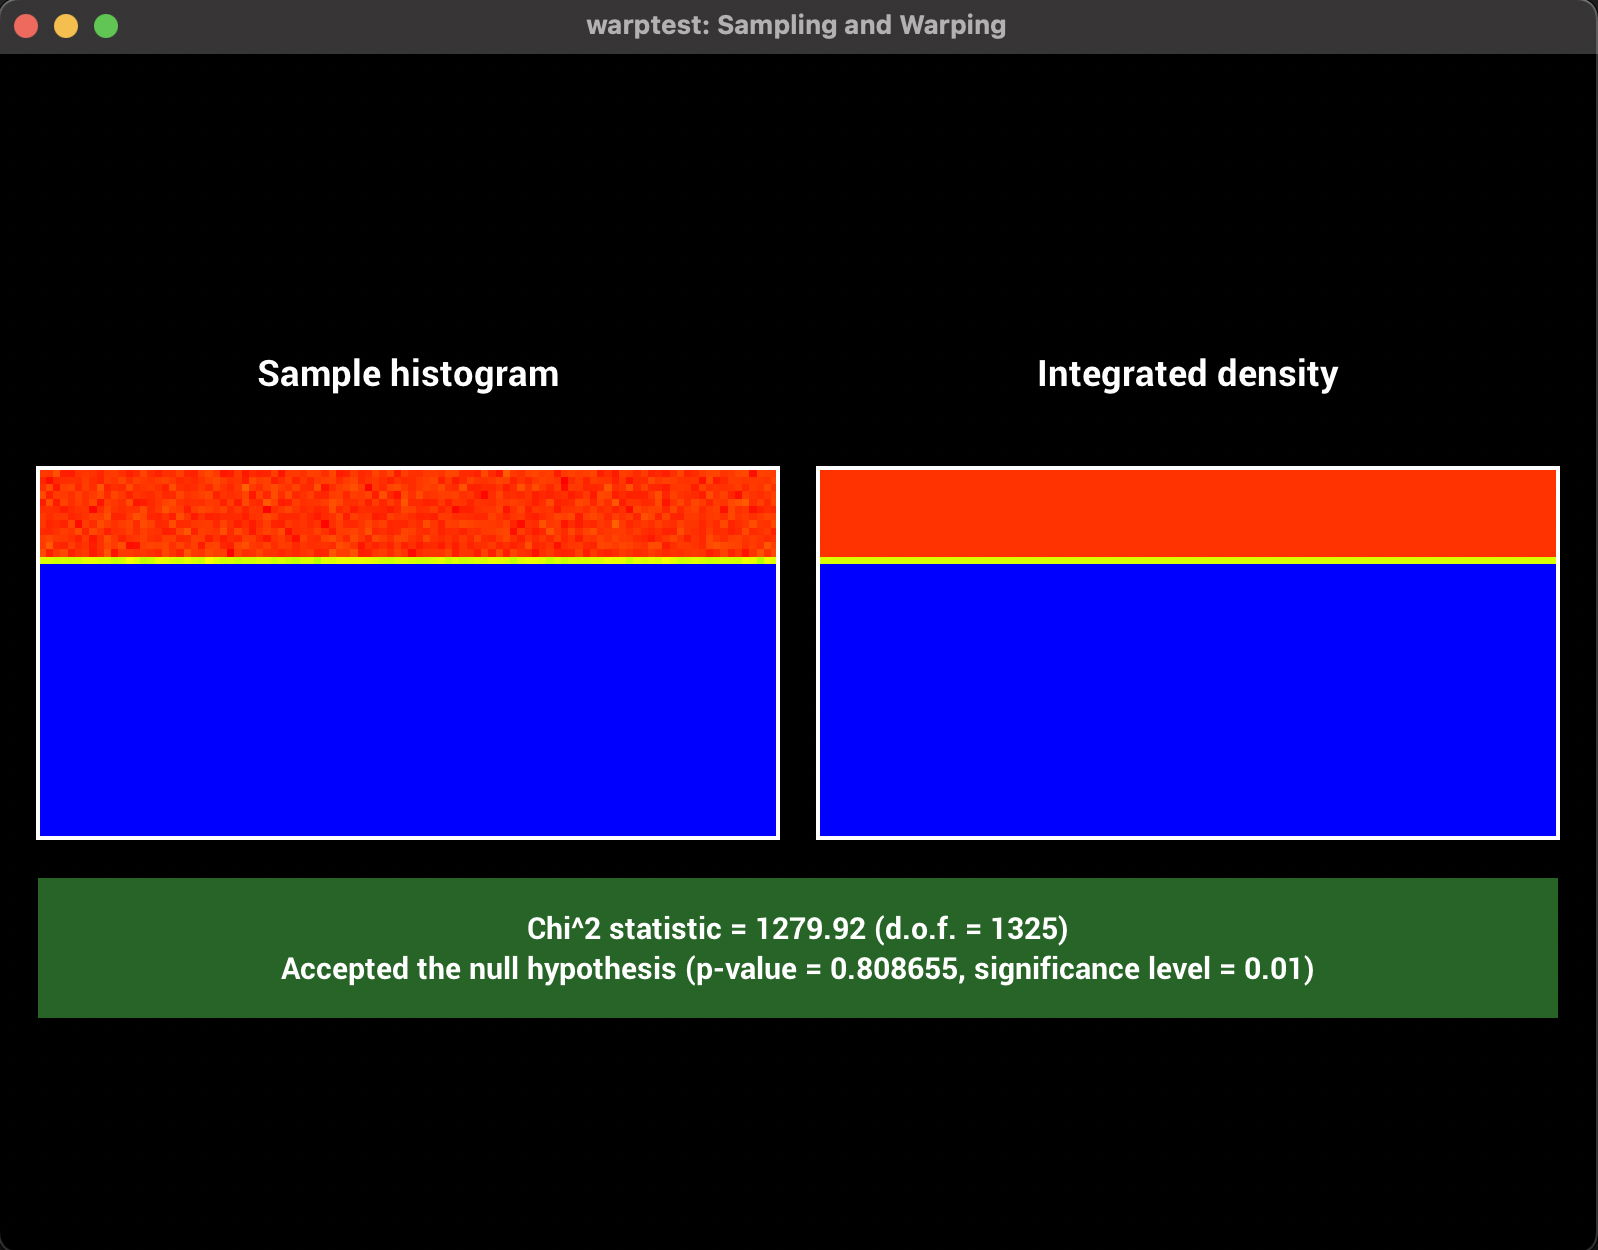 warptest: Sampling and Warping
Sample histogram
Integrated density
Chi^2 statistic = 1279.92 (d.o.f. = 1325)
Accepted the null hypothesis (p-value = 0.808655, significance level = 0.01)